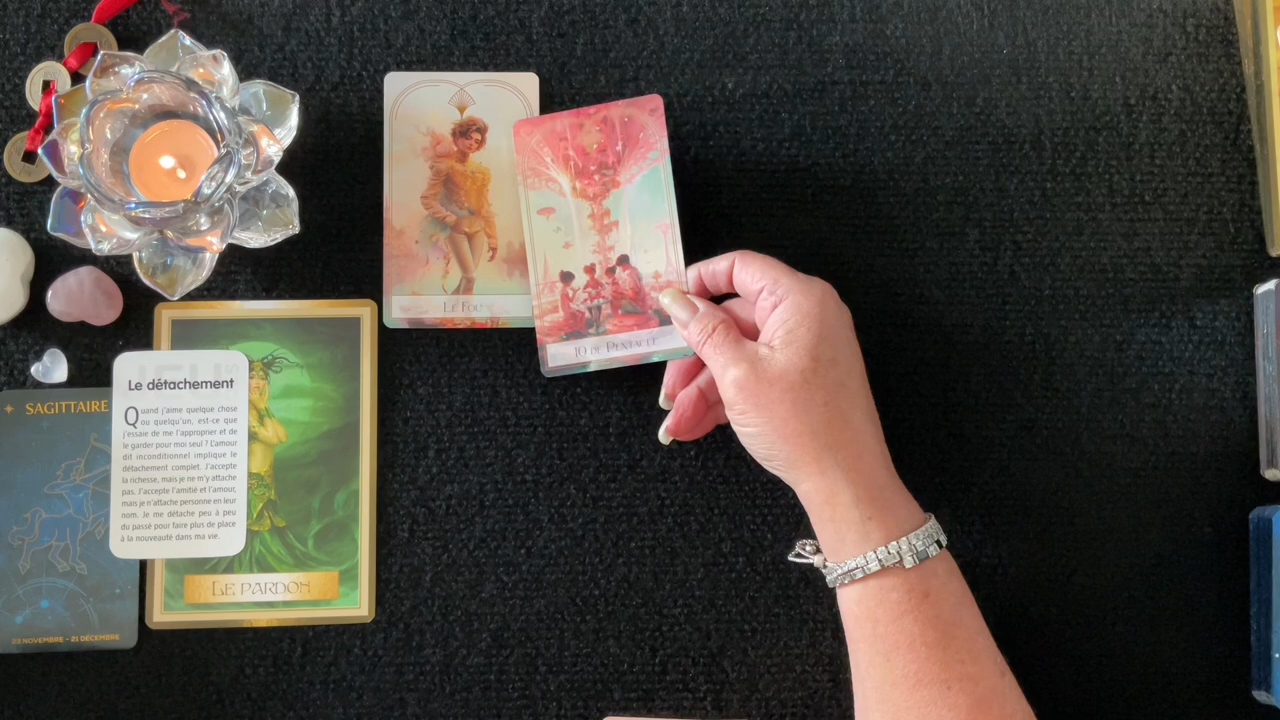 LE FOU
10 DE PENTACLE
Le détachement
Quand j'aime quelque chose
ou quelqu'un, est-ce que
j'essaie de me l'approprier et de
le garder pour moi seul ? L'amour
dit inconditionnel implique le
détachement complet. J'accepte
la richesse, mais je ne m'y attache
pas. J'accepte l'amitié et l'amour,
mais je n'attache personne en leur
nom. Je me détache peu à peu
du passé pour faire plus de place
à la nouveauté dans ma vie.
SAGITTAIRE
23 NOVEMBRE - 21 DÉCEMBRE
LE PARDON